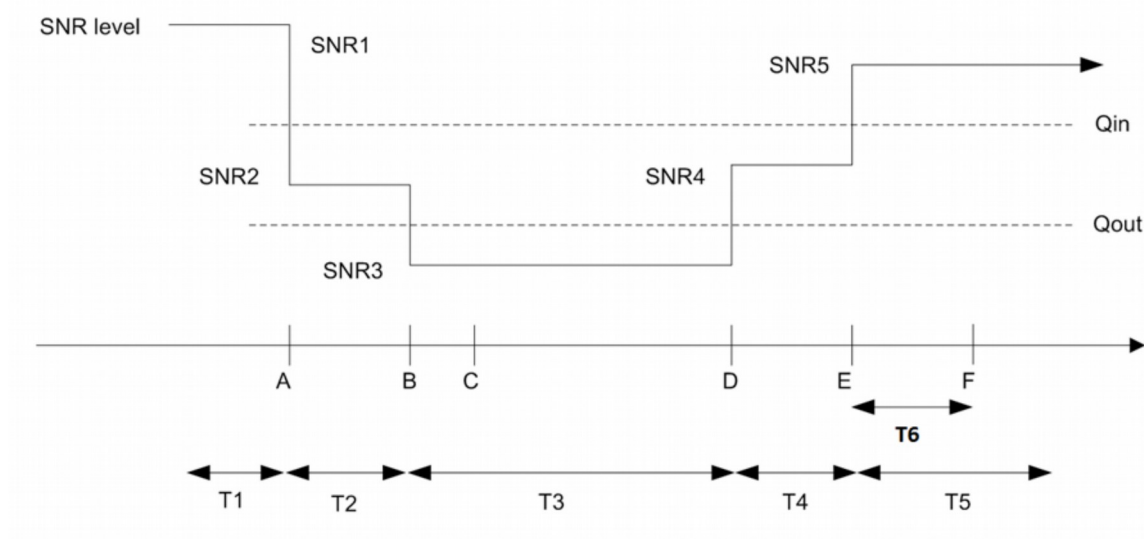 SNR level
SNR1
SNR5
Qin
SNR2
SNR4
Qout
SNR3
A B C D E F
T6
T1 T2 T3 T4 T5